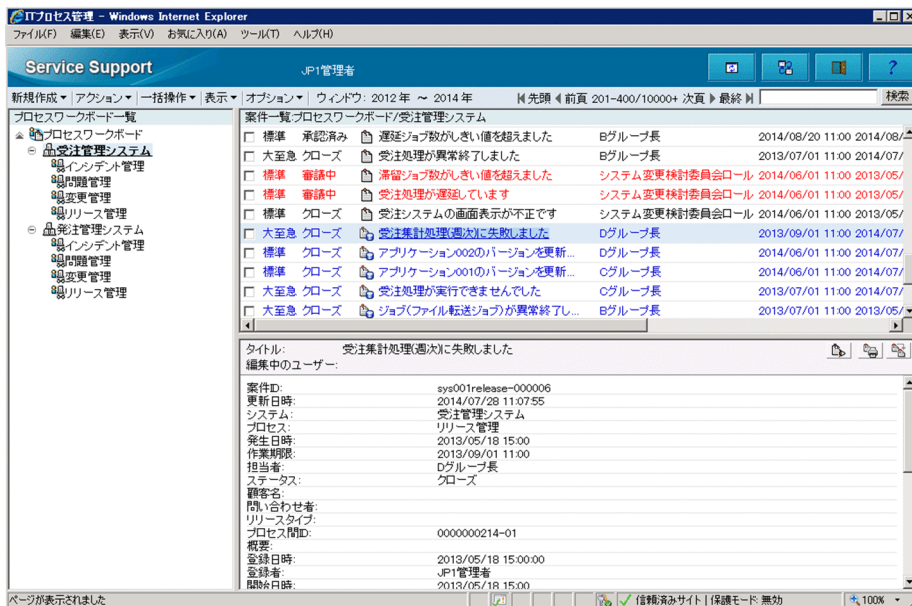 ITプロセス管理 - Windows Internet Explorer
ファイル(F) 編集(E) 表示(V) お気に入り(A) ツール(T) ヘルプ(H)
Service Support JP1管理者
新規作成▼ アクション▼ 一括操作▼ 表示▼ オプション▼ ウィンドウ: 2012年 ～ 2014年 先頭 前頁 201-400/10000+ 次頁 最終 検索
プロセスワークボード一覧
プロセスワークボード
受注管理システム
インシデント管理
問題管理
変更管理
リリース管理
発注管理システム
インシデント管理
問題管理
変更管理
リリース管理
案件一覧:プロセスワークボード/受注管理システム
標準 承認済み 遅延ジョブ数がしきい値を超えました Bグループ長 2014/08/20 11:00 2014/08/
大至急 クローズ 受注処理が異常終了しました Bグループ長 2013/07/01 11:00 2014/07/
標準 審議中 滞留ジョブ数がしきい値を超えました システム変更検討委員会ロール 2014/06/01 11:00 2013/05/
標準 審議中 受注処理が遅延しています システム変更検討委員会ロール 2014/06/01 11:00 2013/05/
標準 クローズ 受注システムの画面表示が不正です システム変更検討委員会ロール 2014/06/01 11:00 2013/05/
大至急 クローズ 受注集計処理(週次)に失敗しました Dグループ長 2013/09/01 11:00 2014/07/
標準 クローズ アプリケーション002のバージョンを更新... Dグループ長 2014/06/01 11:00 2014/07/
標準 クローズ アプリケーション001のバージョンを更新... Cグループ長 2014/06/01 11:00 2014/07/
大至急 クローズ 受注処理が実行できませんでした Cグループ長 2013/07/01 11:00 2014/07/
大至急 クローズ ジョブ(ファイル転送ジョブ)が異常終了し... Bグループ長 2013/07/01 11:00 2013/05/
タイトル: 受注集計処理(週次)に失敗しました
編集中のユーザー:
案件ID: sys001release-000006
更新日時: 2014/07/28 11:07:55
システム: 受注管理システム
プロセス: リリース管理
発生日時: 2013/05/18 15:00
作業期限: 2013/09/01 11:00
担当者: Dグループ長
ステータス: クローズ
顧客名:
問い合わせ者:
リリースタイプ:
プロセス間ID: 0000000214-01
概要:
登録日時: 2013/05/18 15:00:00
登録者: JP1管理者
開始日時: 2013/05/18 15:00
ページが表示されました 信頼済みサイト | 保護モード: 無効 100%